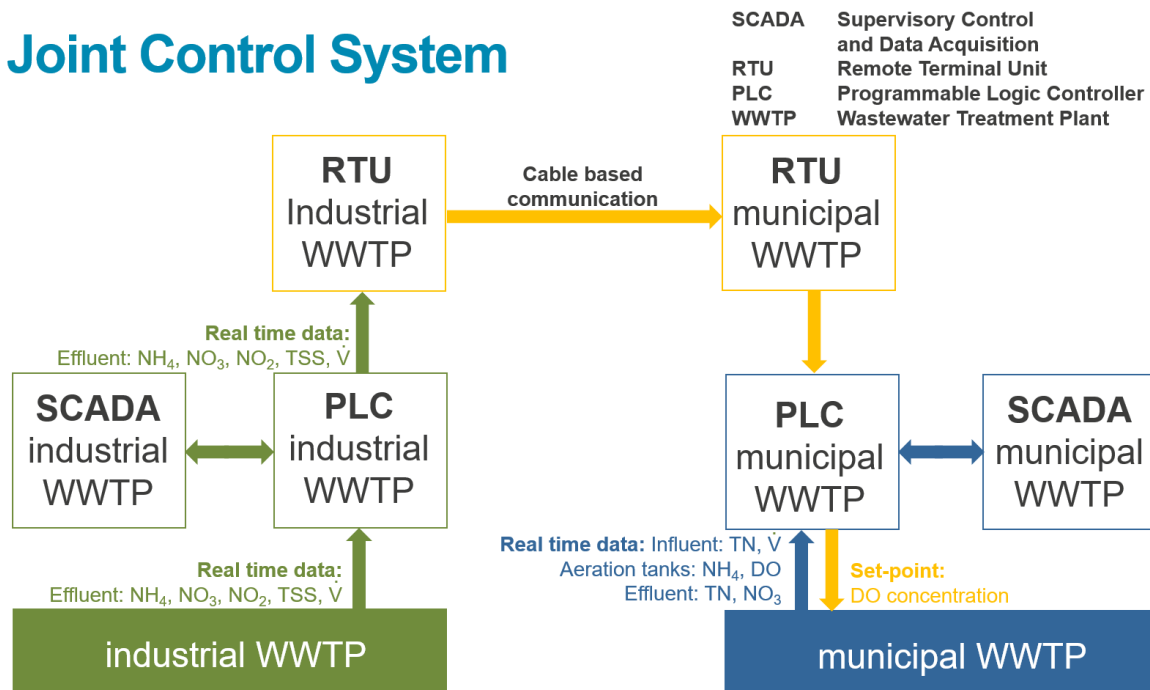 Joint Control System
SCADA Supervisory Control
and Data Acquisition
RTU Remote Terminal Unit
PLC Programmable Logic Controller
WWTP Wastewater Treatment Plant
RTU
Industrial
WWTP
Cable based
communication
RTU
municipal
WWTP
Real time data:
Effluent: NH₄, NO₃, NO₂, TSS, V̇
SCADA
industrial
WWTP
PLC
industrial
WWTP
PLC
municipal
WWTP
SCADA
municipal
WWTP
Real time data:
Effluent: NH₄, NO₃, NO₂, TSS, V̇
Real time data: Influent: TN, V̇
Aeration tanks: NH₄, DO
Effluent: TN, NO₃
Set-point:
DO concentration
industrial WWTP
municipal WWTP